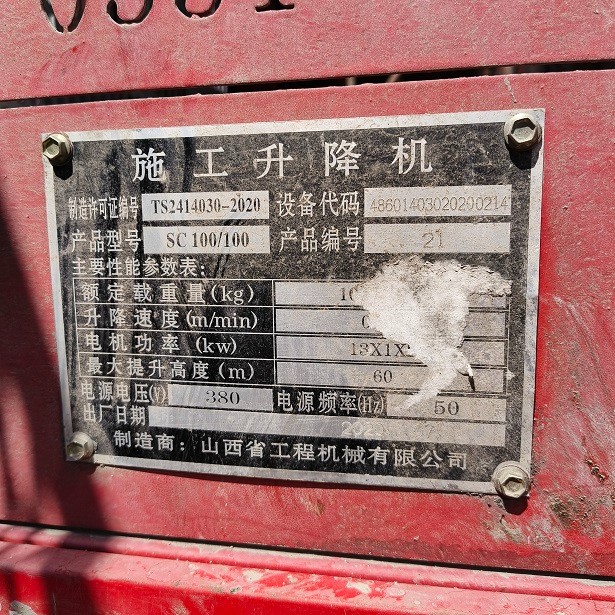 施工升降机
制造许可证编号 TS2414030-2020 设备代码 48601403020200214
产品型号 SC 100/100 产品编号 21
主要性能参数表:
额定载重量(kg)
升降速度(m/min)
电机功率(kw)
最大提升高度(m) 60
电源电压(V) 380 电源频率(Hz) 50
出厂日期
制造商:山西省工程机械有限公司